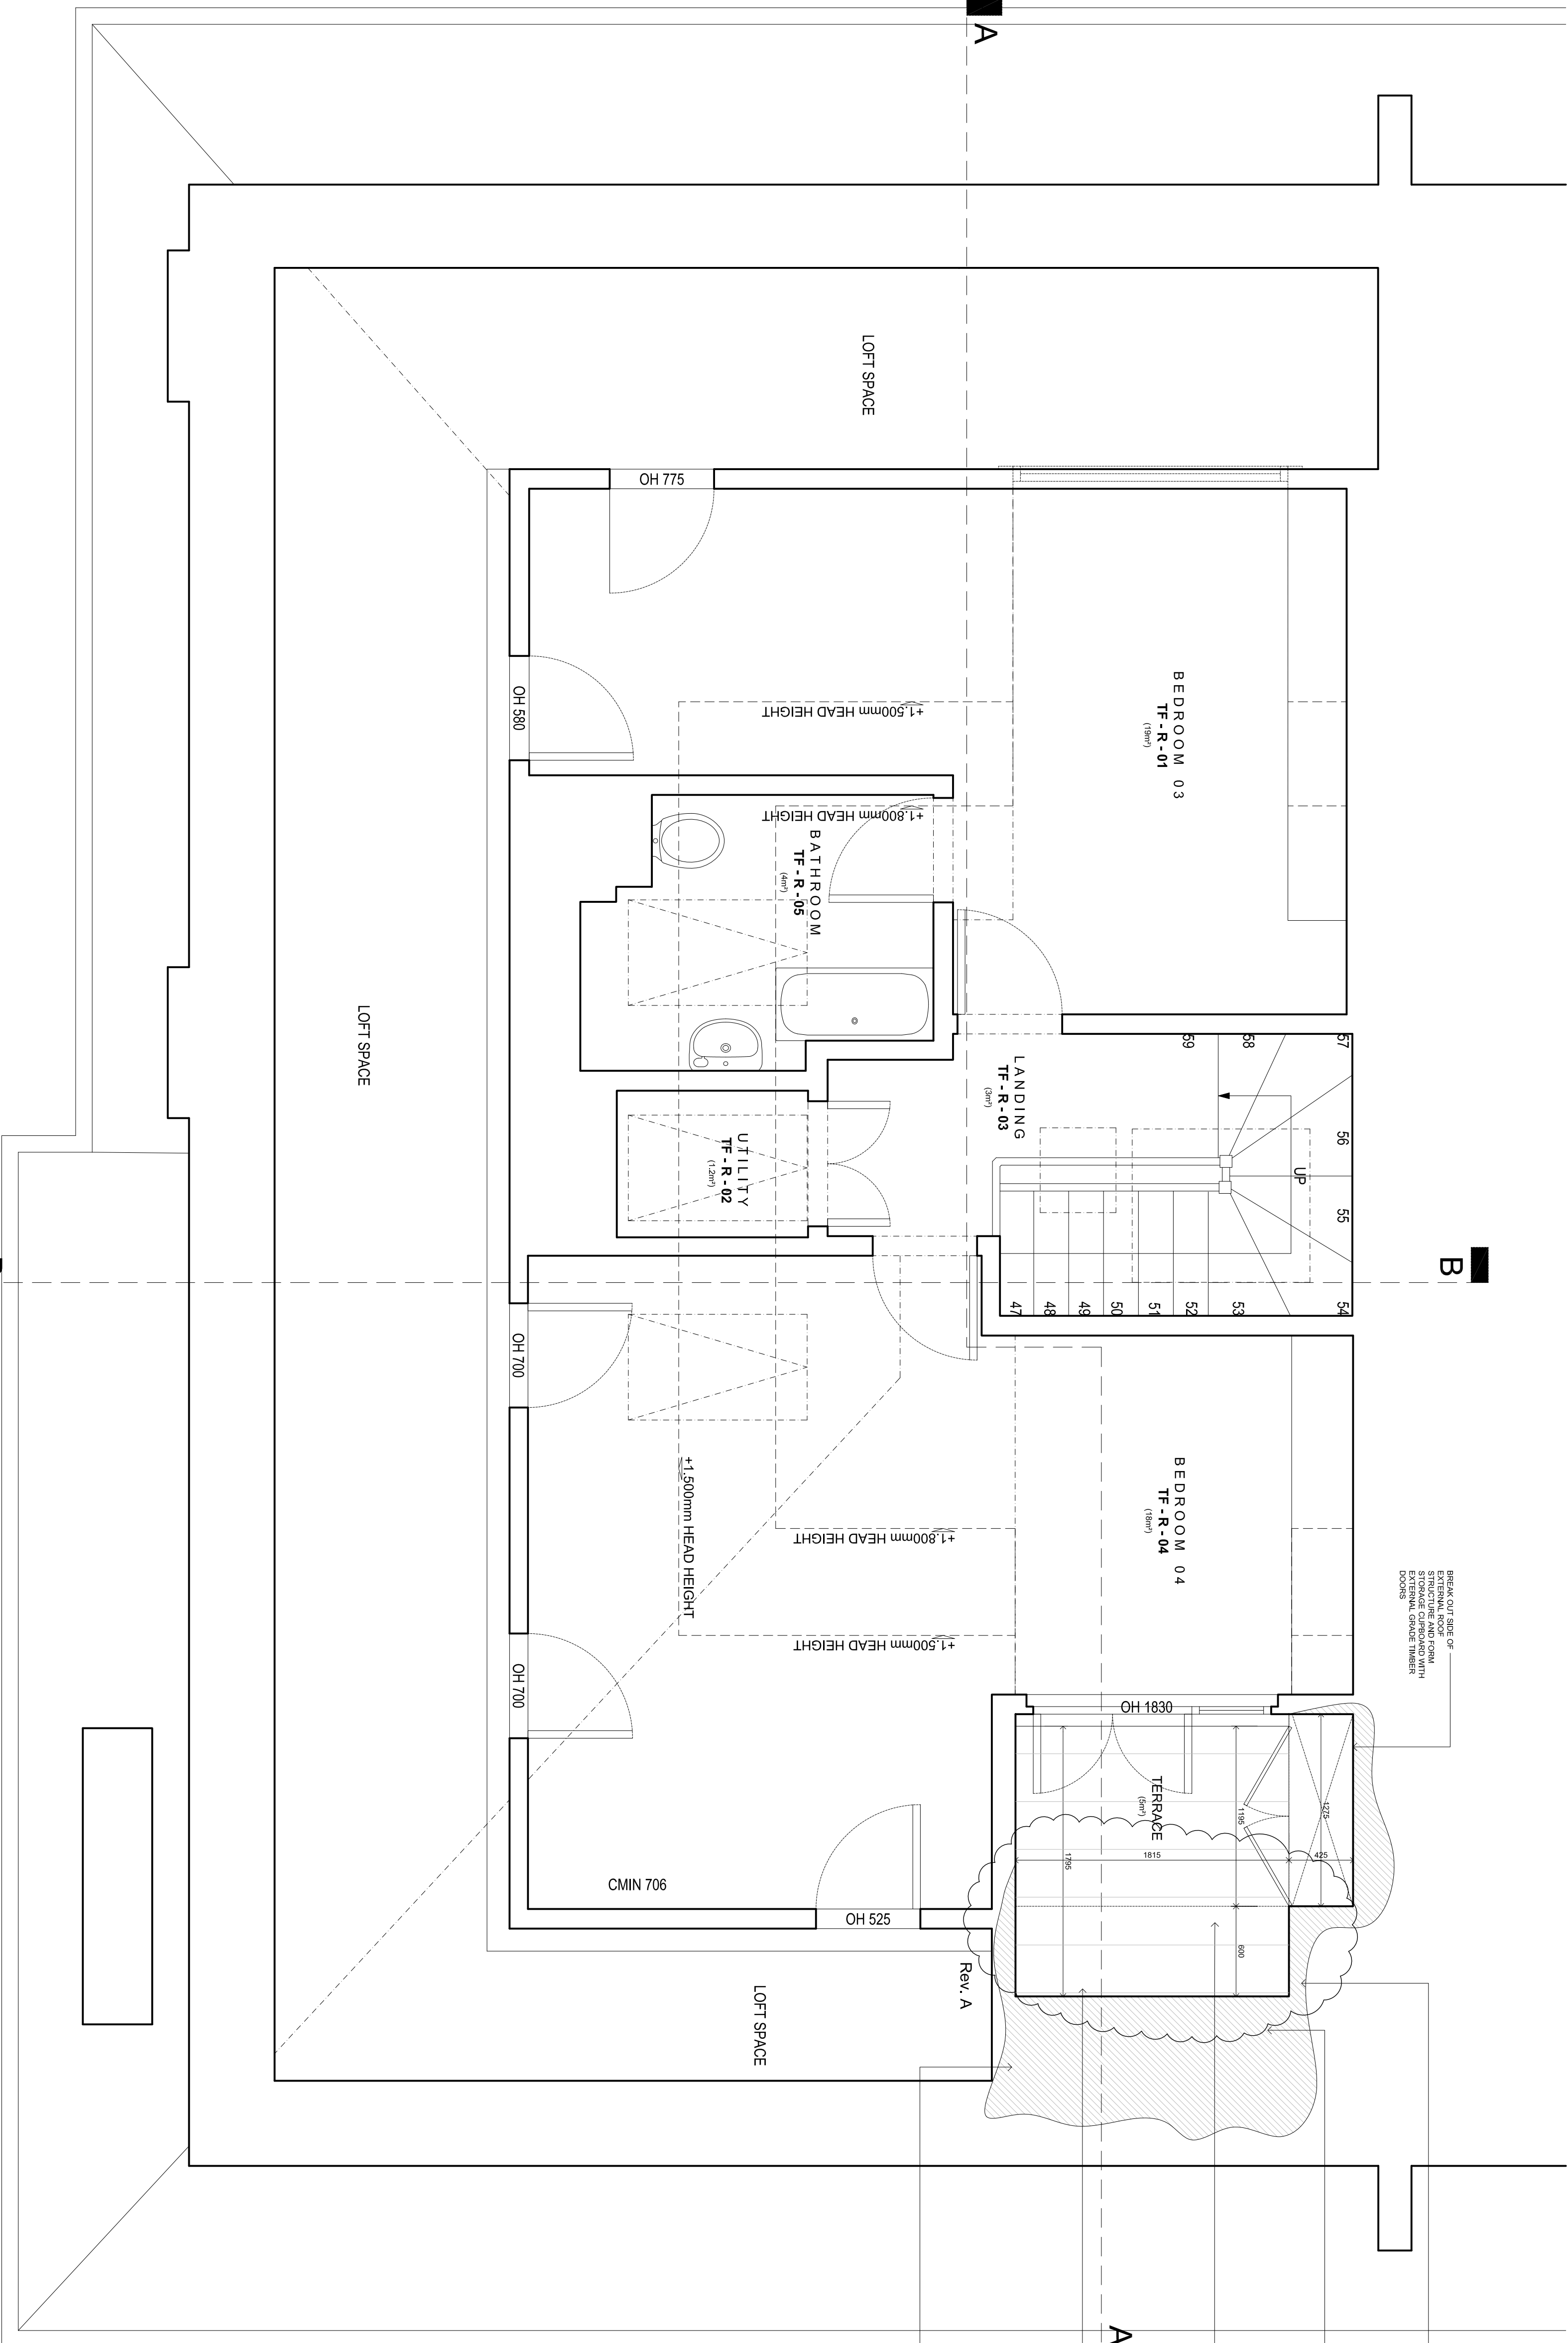 A
LOFT SPACE
OH 775
OH 580
+1.500mm HEAD HEIGHT
BEDROOM 03
TF - R - 01
(19m²)
+1.800mm HEAD HEIGHT
BATHROOM
TF - R - 05
(4m²)
LOFT SPACE
LANDING
TF - R - 03
(3m²)
UTILITY
TF - R - 02
(1.2m²)
UP
47
48
49
50
51
52
53
54
55
56
57
58
59
B
OH 700
+1.500mm HEAD HEIGHT
+1.800mm HEAD HEIGHT
BEDROOM 04
TF - R - 04
(18m²)
BREAK OUT SIDE OF
EXTERNAL ROOF
STRUCTURE AND FORM
STORAGE CUPBOARD WITH
EXTERNAL GRADE TIMBER
DOORS
OH 700
+1.500mm HEAD HEIGHT
OH 1830
TERRACE
(5m²)
1275
1195
1795
1815
425
600
CMIN 706
OH 525
Rev. A
LOFT SPACE
A